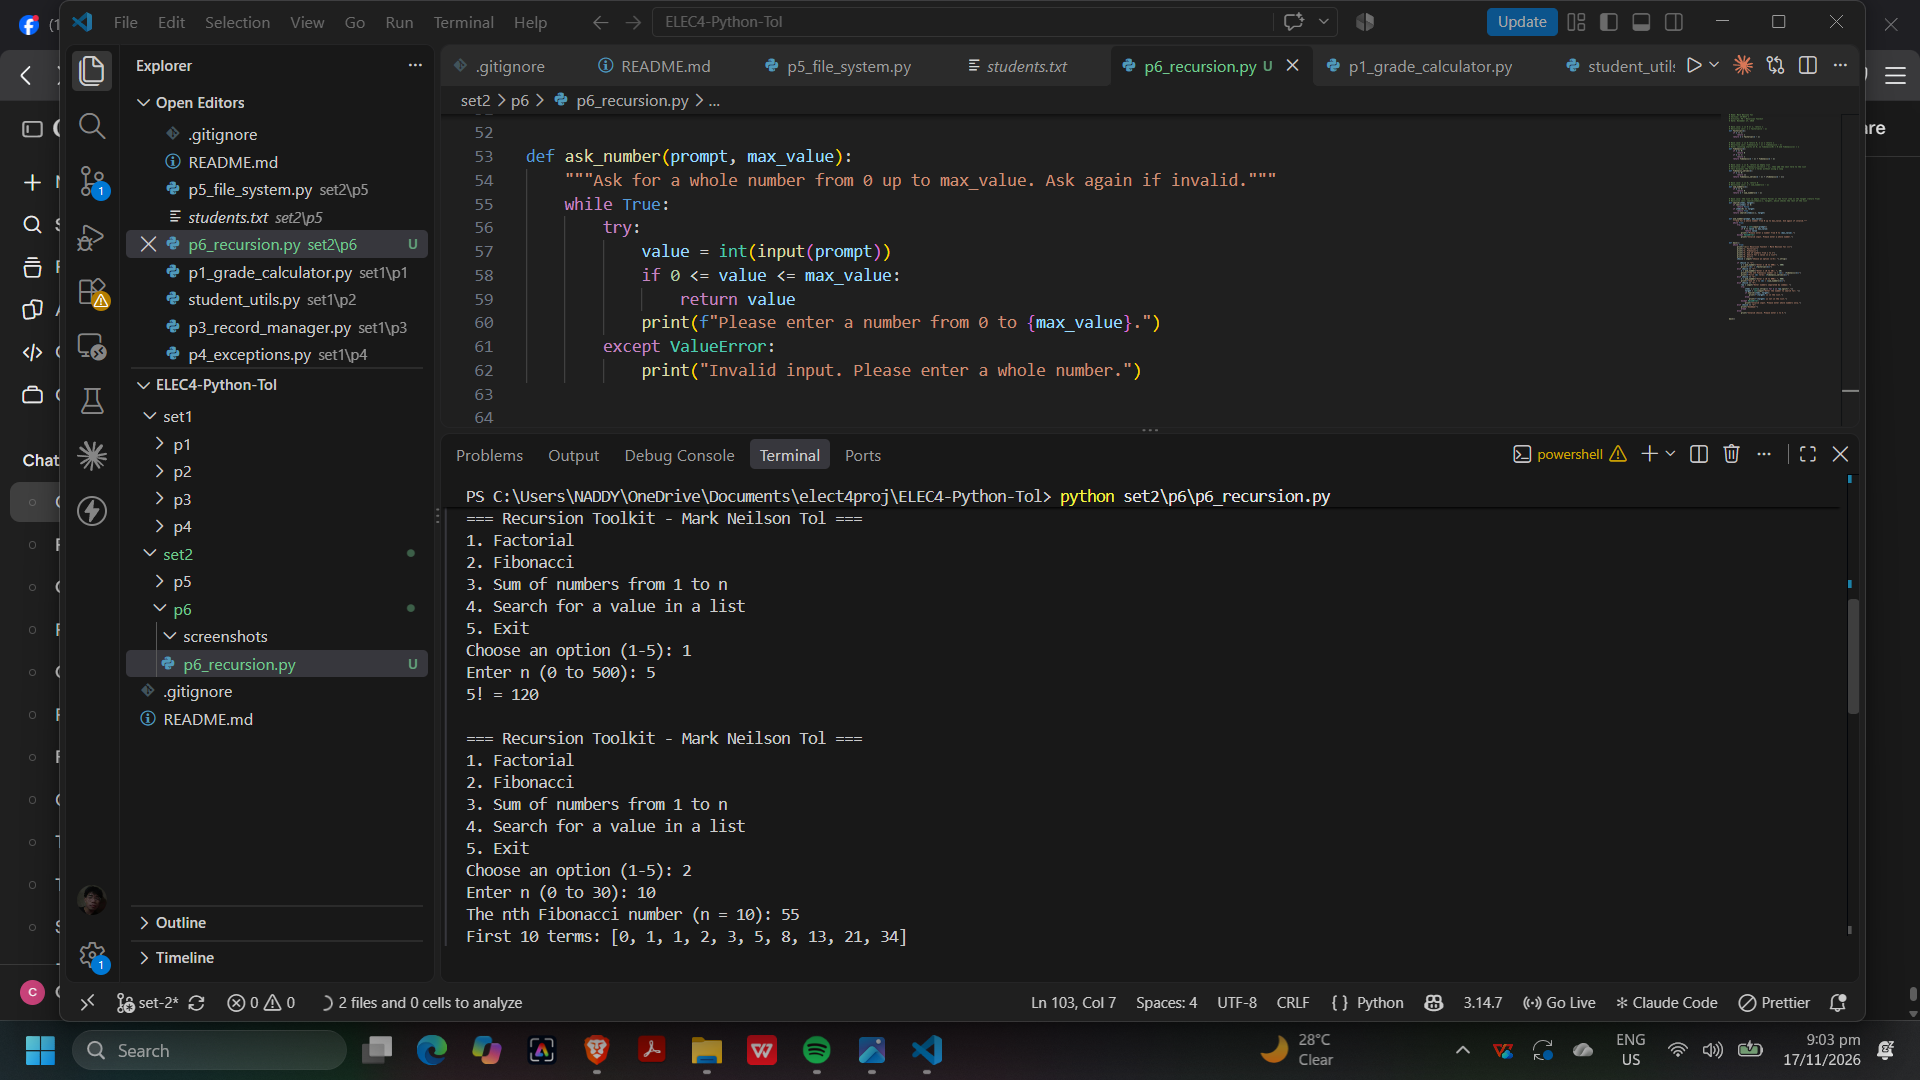 File Edit Selection View Go Run Terminal Help
ELEC4-Python-Tol
Update
Explorer
Open Editors
.gitignore
README.md
p5_file_system.py set2\p5
students.txt set2\p5
p6_recursion.py set2\p6 U
p1_grade_calculator.py set1\p1
student_utils.py set1\p2
p3_record_manager.py set1\p3
p4_exceptions.py set1\p4
ELEC4-Python-Tol
set1
p1
p2
p3
p4
set2
p5
p6
screenshots
p6_recursion.py U
.gitignore
README.md
Outline
Timeline
.gitignore README.md p5_file_system.py students.txt p6_recursion.py U p1_grade_calculator.py student_utils
set2 > p6 > p6_recursion.py > ...
52
53 def ask_number(prompt, max_value):
54 """Ask for a whole number from 0 up to max_value. Ask again if invalid."""
55 while True:
56 try:
57 value = int(input(prompt))
58 if 0 <= value <= max_value:
59 return value
60 print(f"Please enter a number from 0 to {max_value}.")
61 except ValueError:
62 print("Invalid input. Please enter a whole number.")
63
64
Problems Output Debug Console Terminal Ports
powershell
PS C:\Users\NADDY\OneDrive\Documents\elect4proj\ELEC4-Python-Tol> python set2\p6\p6_recursion.py
=== Recursion Toolkit - Mark Neilson Tol ===
1. Factorial
2. Fibonacci
3. Sum of numbers from 1 to n
4. Search for a value in a list
5. Exit
Choose an option (1-5): 1
Enter n (0 to 500): 5
5! = 120
=== Recursion Toolkit - Mark Neilson Tol ===
1. Factorial
2. Fibonacci
3. Sum of numbers from 1 to n
4. Search for a value in a list
5. Exit
Choose an option (1-5): 2
Enter n (0 to 30): 10
The nth Fibonacci number (n = 10): 55
First 10 terms: [0, 1, 1, 2, 3, 5, 8, 13, 21, 34]
set-2* 0 0 2 files and 0 cells to analyze
Ln 103, Col 7 Spaces: 4 UTF-8 CRLF { } Python 3.14.7 Go Live Claude Code Prettier
Chat
Search
28°C
Clear
ENG
US
9:03 pm
17/11/2026